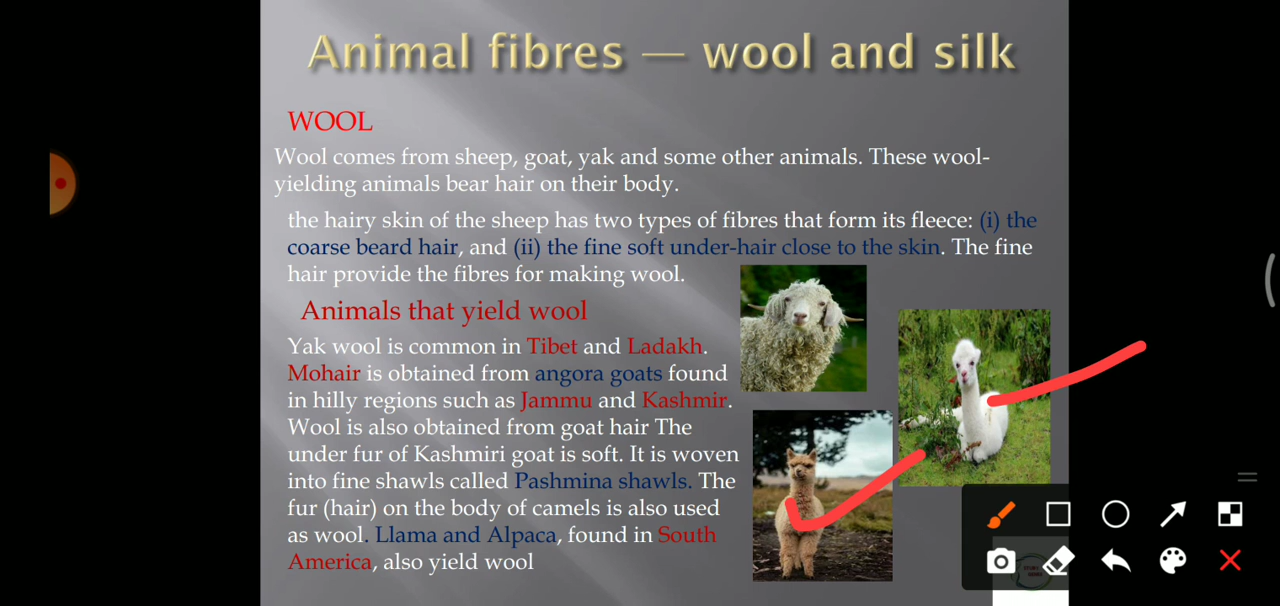 Animal fibres — wool and silk
WOOL
Wool comes from sheep, goat, yak and some other animals. These wool-
yielding animals bear hair on their body.
the hairy skin of the sheep has two types of fibres that form its fleece: (i) the
coarse beard hair, and (ii) the fine soft under-hair close to the skin. The fine
hair provide the fibres for making wool.
Animals that yield wool
Yak wool is common in Tibet and Ladakh.
Mohair is obtained from angora goats found
in hilly regions such as Jammu and Kashmir.
Wool is also obtained from goat hair The
under fur of Kashmiri goat is soft. It is woven
into fine shawls called Pashmina shawls. The
fur (hair) on the body of camels is also used
as wool. Llama and Alpaca, found in South
America, also yield wool